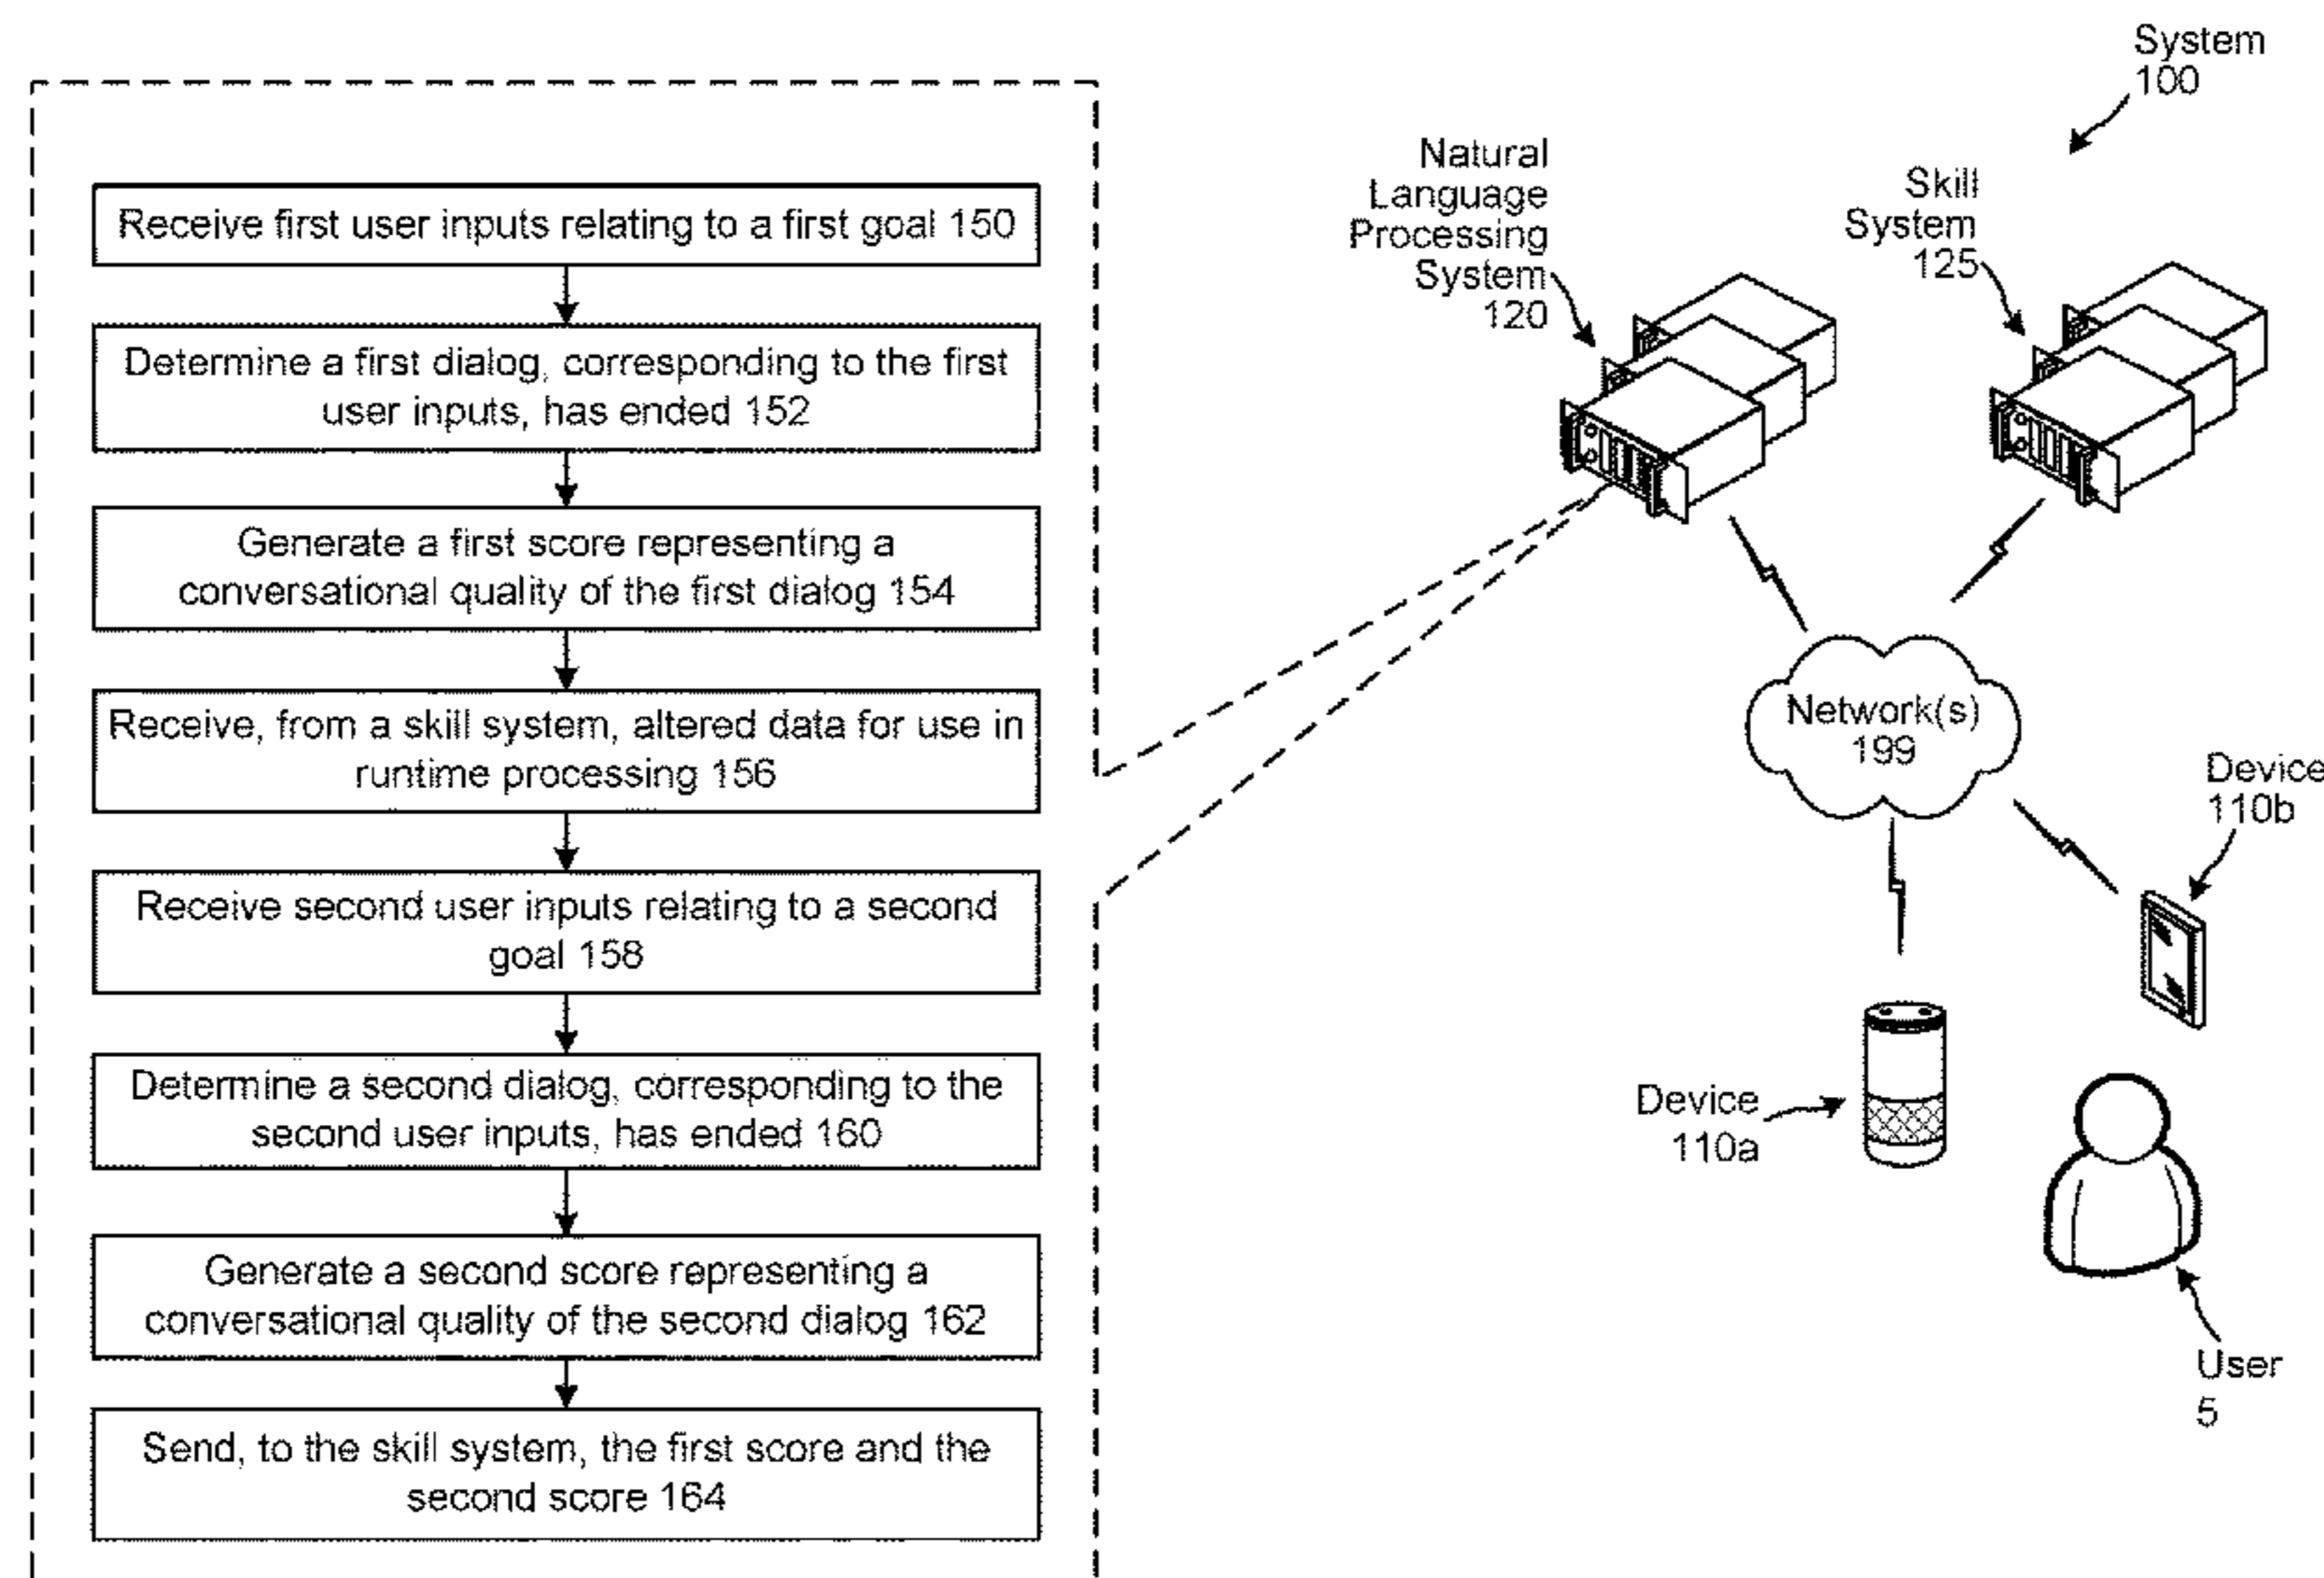 Receive first user inputs relating to a first goal 150
Determine a first dialog, corresponding to the first
user inputs, has ended 152
Generate a first score representing a
conversational quality of the first dialog 154
Receive, from a skill system, altered data for use in
runtime processing 156
Receive second user inputs relating to a second
goal 158
Determine a second dialog, corresponding to the
second user inputs, has ended 160
Generate a second score representing a
conversational quality of the second dialog 162
Send, to the skill system, the first score and the
second score 164
System
100
Natural
Language
Processing
System
120
Skill
System
125
Network(s)
199
Device
110b
Device
110a
User
5